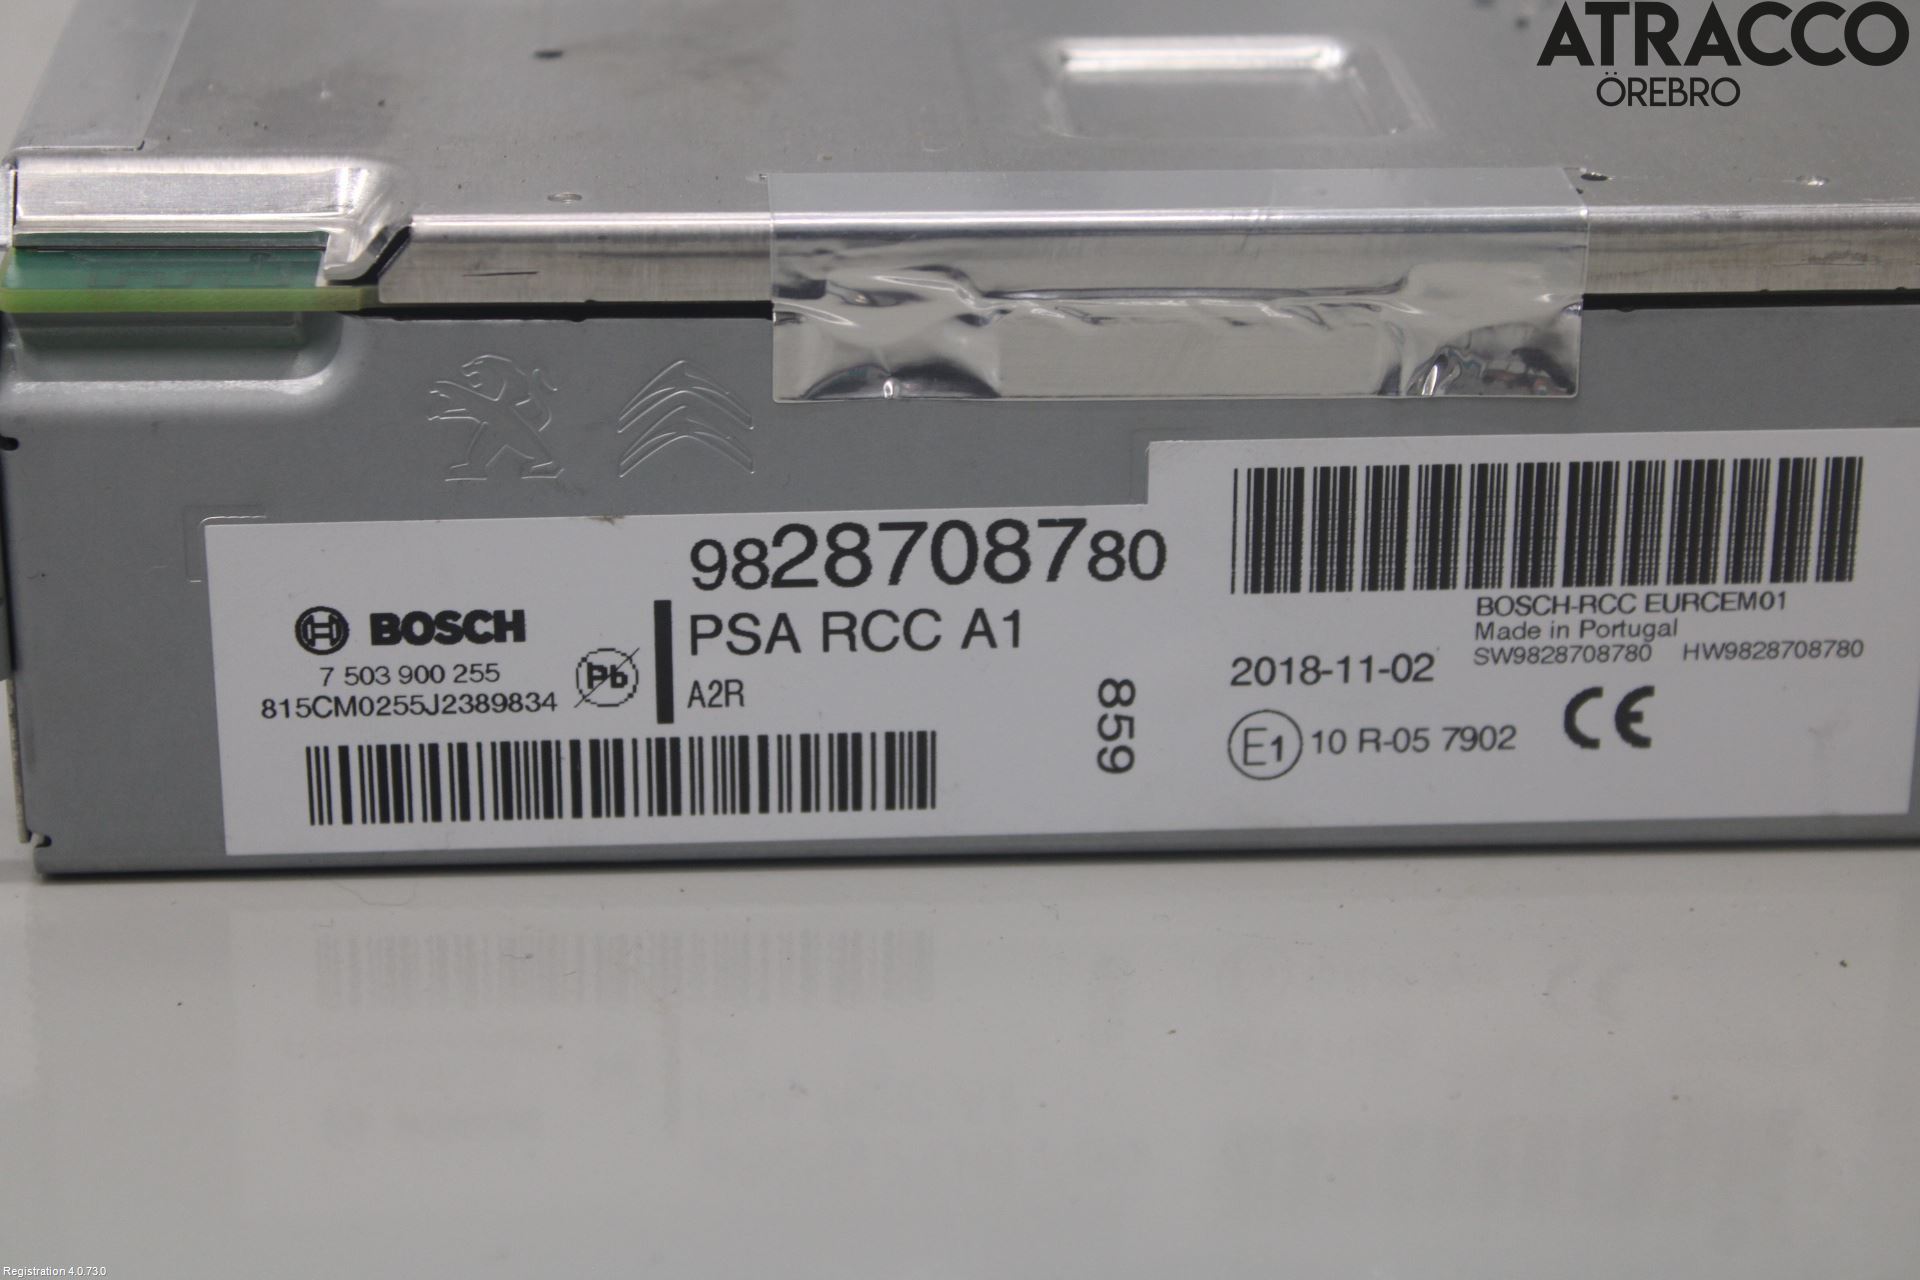 ATRACCO
ÖREBRO
9828708780
BOSCH
PSA RCC A1
7 503 900 255
Pb
815CM0255J2389834
A2R
859
BOSCH-RCC EURCEM01
Made in Portugal
SW9828708780 HW9828708780
2018-11-02
E1 10 R-05 7902 CE
Registration 4.0.73.0